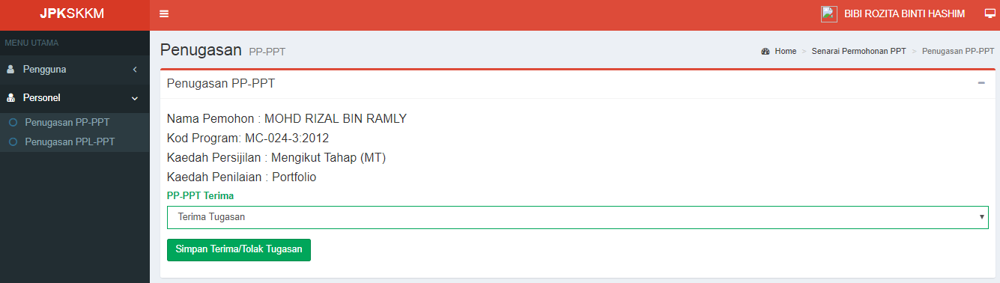 JPKSKKM
BIBI ROZITA BINTI HASHIM
MENU UTAMA
Pengguna
Personel
Penugasan PP-PPT
Penugasan PPL-PPT
Penugasan PP-PPT
Home > Senarai Permohonan PPT > Penugasan PP-PPT
Penugasan PP-PPT
Nama Pemohon : MOHD RIZAL BIN RAMLY
Kod Program: MC-024-3:2012
Kaedah Persijilan : Mengikut Tahap (MT)
Kaedah Penilaian : Portfolio
PP-PPT Terima
Terima Tugasan
Simpan Terima/Tolak Tugasan